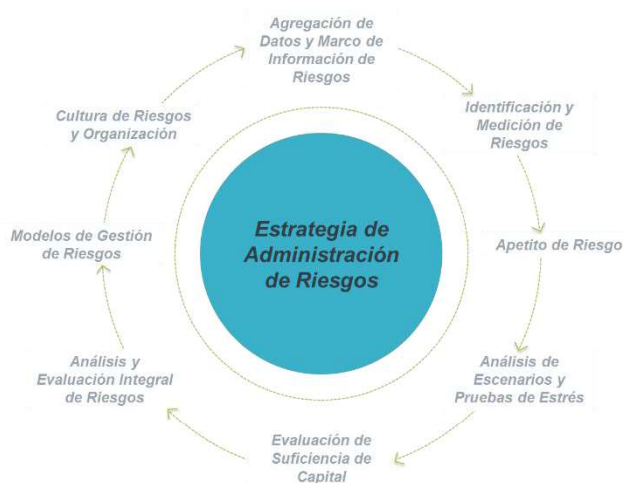 Agregación de
Datos y Marco de
Información de
Riesgos
Identificación y
Medición de
Riesgos
Apetito de Riesgo
Análisis de
Escenarios y
Pruebas de Estrés
Evaluación de
Suficiencia de
Capital
Análisis y
Evaluación Integral
de Riesgos
Modelos de Gestión
de Riesgos
Cultura de Riesgos
y Organización
Estrategia de
Administración
de Riesgos